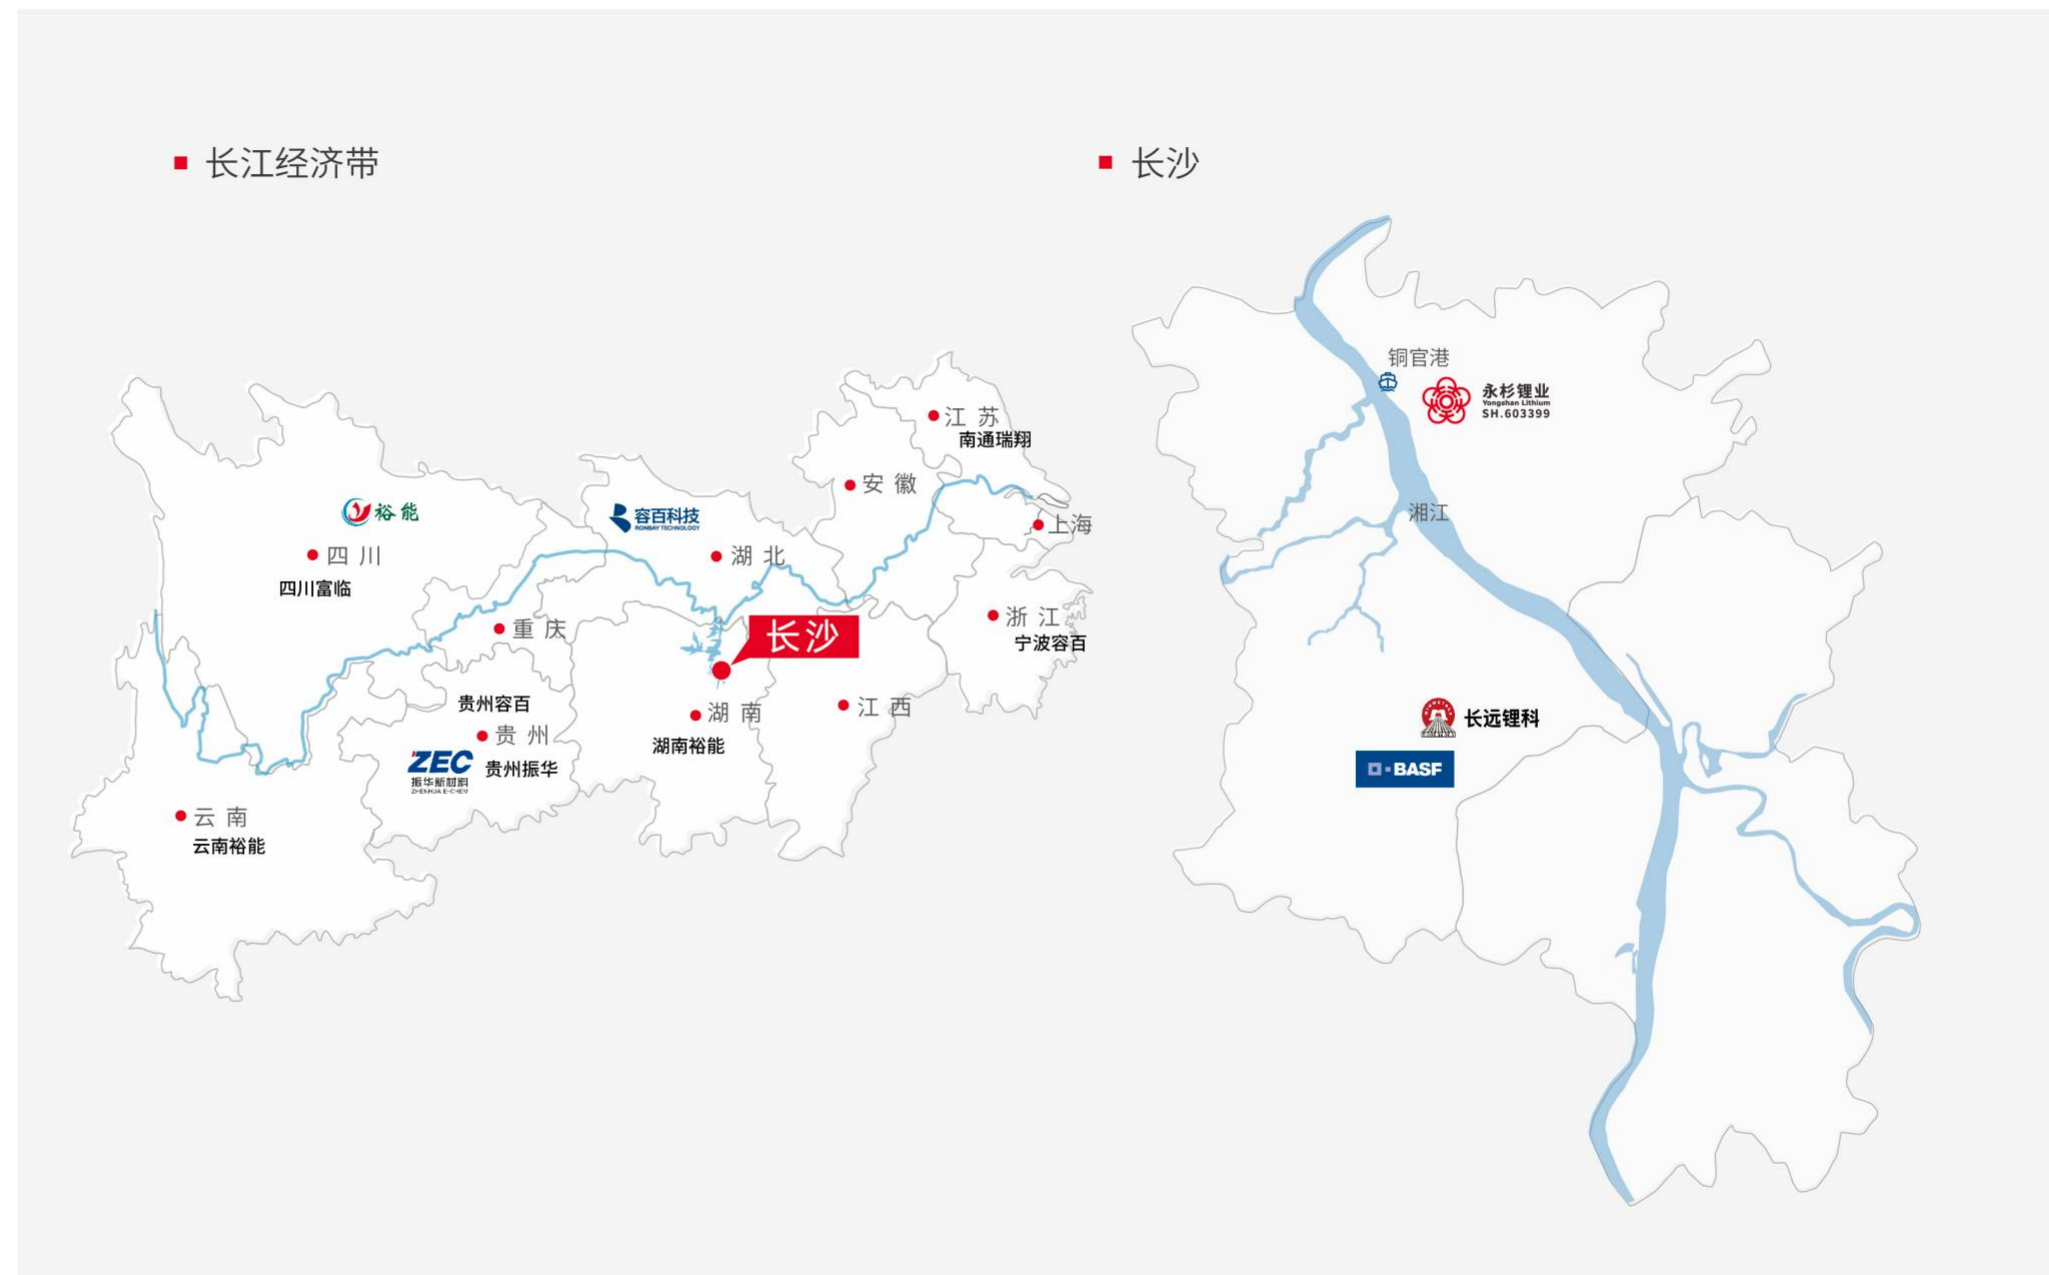 长江经济带
江苏
南通瑞翔
安徽
裕能
容百科技
RONBAY TECHNOLOGY
上海
四川
湖北
四川富临
浙江
重庆
长沙
宁波容百
贵州容百
江西
湖南
贵州
湖南裕能
ZEC
贵州振华
振华新材料
ZHENHUA E-CHEM
云南
云南裕能
长沙
铜官港
永杉锂业
Yongshan Lithium
SH.603399
湘江
长远锂科
BASF